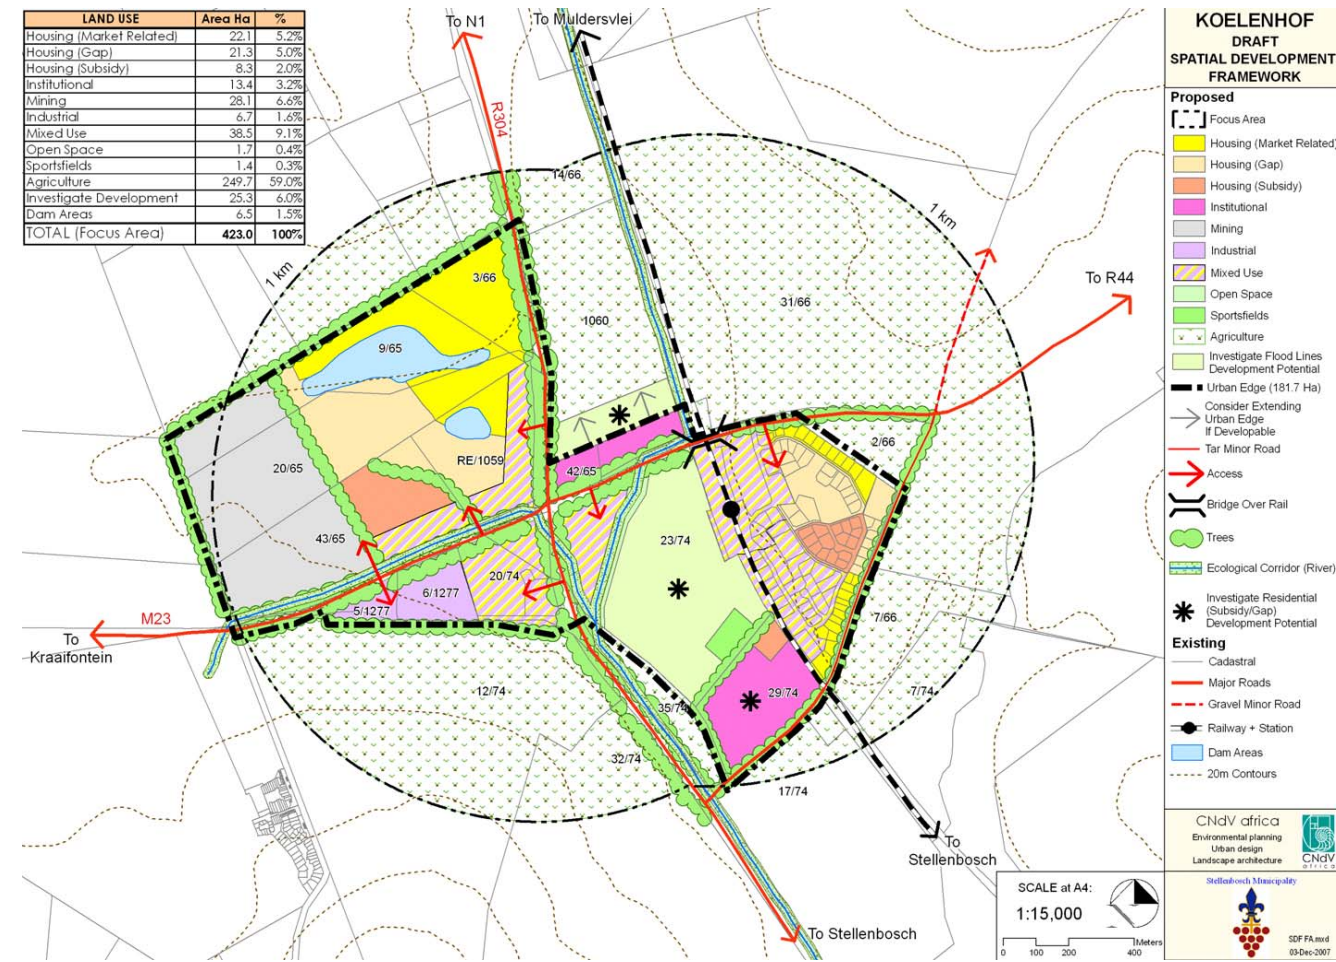 LAND USE Area Ha %
Housing (Market Related) 22.1 5.2%
Housing (Gap) 21.3 5.0%
Housing (Subsidy) 8.3 2.0%
Institutional 13.4 3.2%
Mining 28.1 6.6%
Industrial 6.7 1.6%
Mixed Use 38.5 9.1%
Open Space 1.7 0.4%
Sportsfields 1.4 0.3%
Agriculture 249.7 59.0%
Investigate Development 25.3 6.0%
Dam Areas 6.5 1.5%
TOTAL (Focus Area) 423.0 100%
To N1
To Muldersvlei
R304
14/66
1 km
1 km
3/66
31/66
To R44
1060
9/65
2/66
RE/1059
20/65
42/65
43/65
23/74
20/74
6/1277
5/1277
M23
To
Kraaifontein
7/66
12/74
29/74
7/74
35/74
32/74
17/74
To
Stellenbosch
To Stellenbosch
KOELENHOF
DRAFT
SPATIAL DEVELOPMENT
FRAMEWORK
Proposed
Focus Area
Housing (Market Related)
Housing (Gap)
Housing (Subsidy)
Institutional
Mining
Industrial
Mixed Use
Open Space
Sportsfields
Agriculture
Investigate Flood Lines
Development Potential
Urban Edge (181.7 Ha)
Consider Extending
Urban Edge
If Developable
Tar Minor Road
Access
Bridge Over Rail
Trees
Ecological Corridor (River)
Investigate Residential
(Subsidy/Gap)
Development Potential
Existing
Cadastral
Major Roads
Gravel Minor Road
Railway + Station
Dam Areas
20m Contours
CNdV africa
Environmental planning
Urban design
Landscape architecture
CNdV
africa
SCALE at A4:
1:15,000
0 100 200 400 Meters
Stellenbosch Municipality
SDF FA.mxd
03-Dec-2007